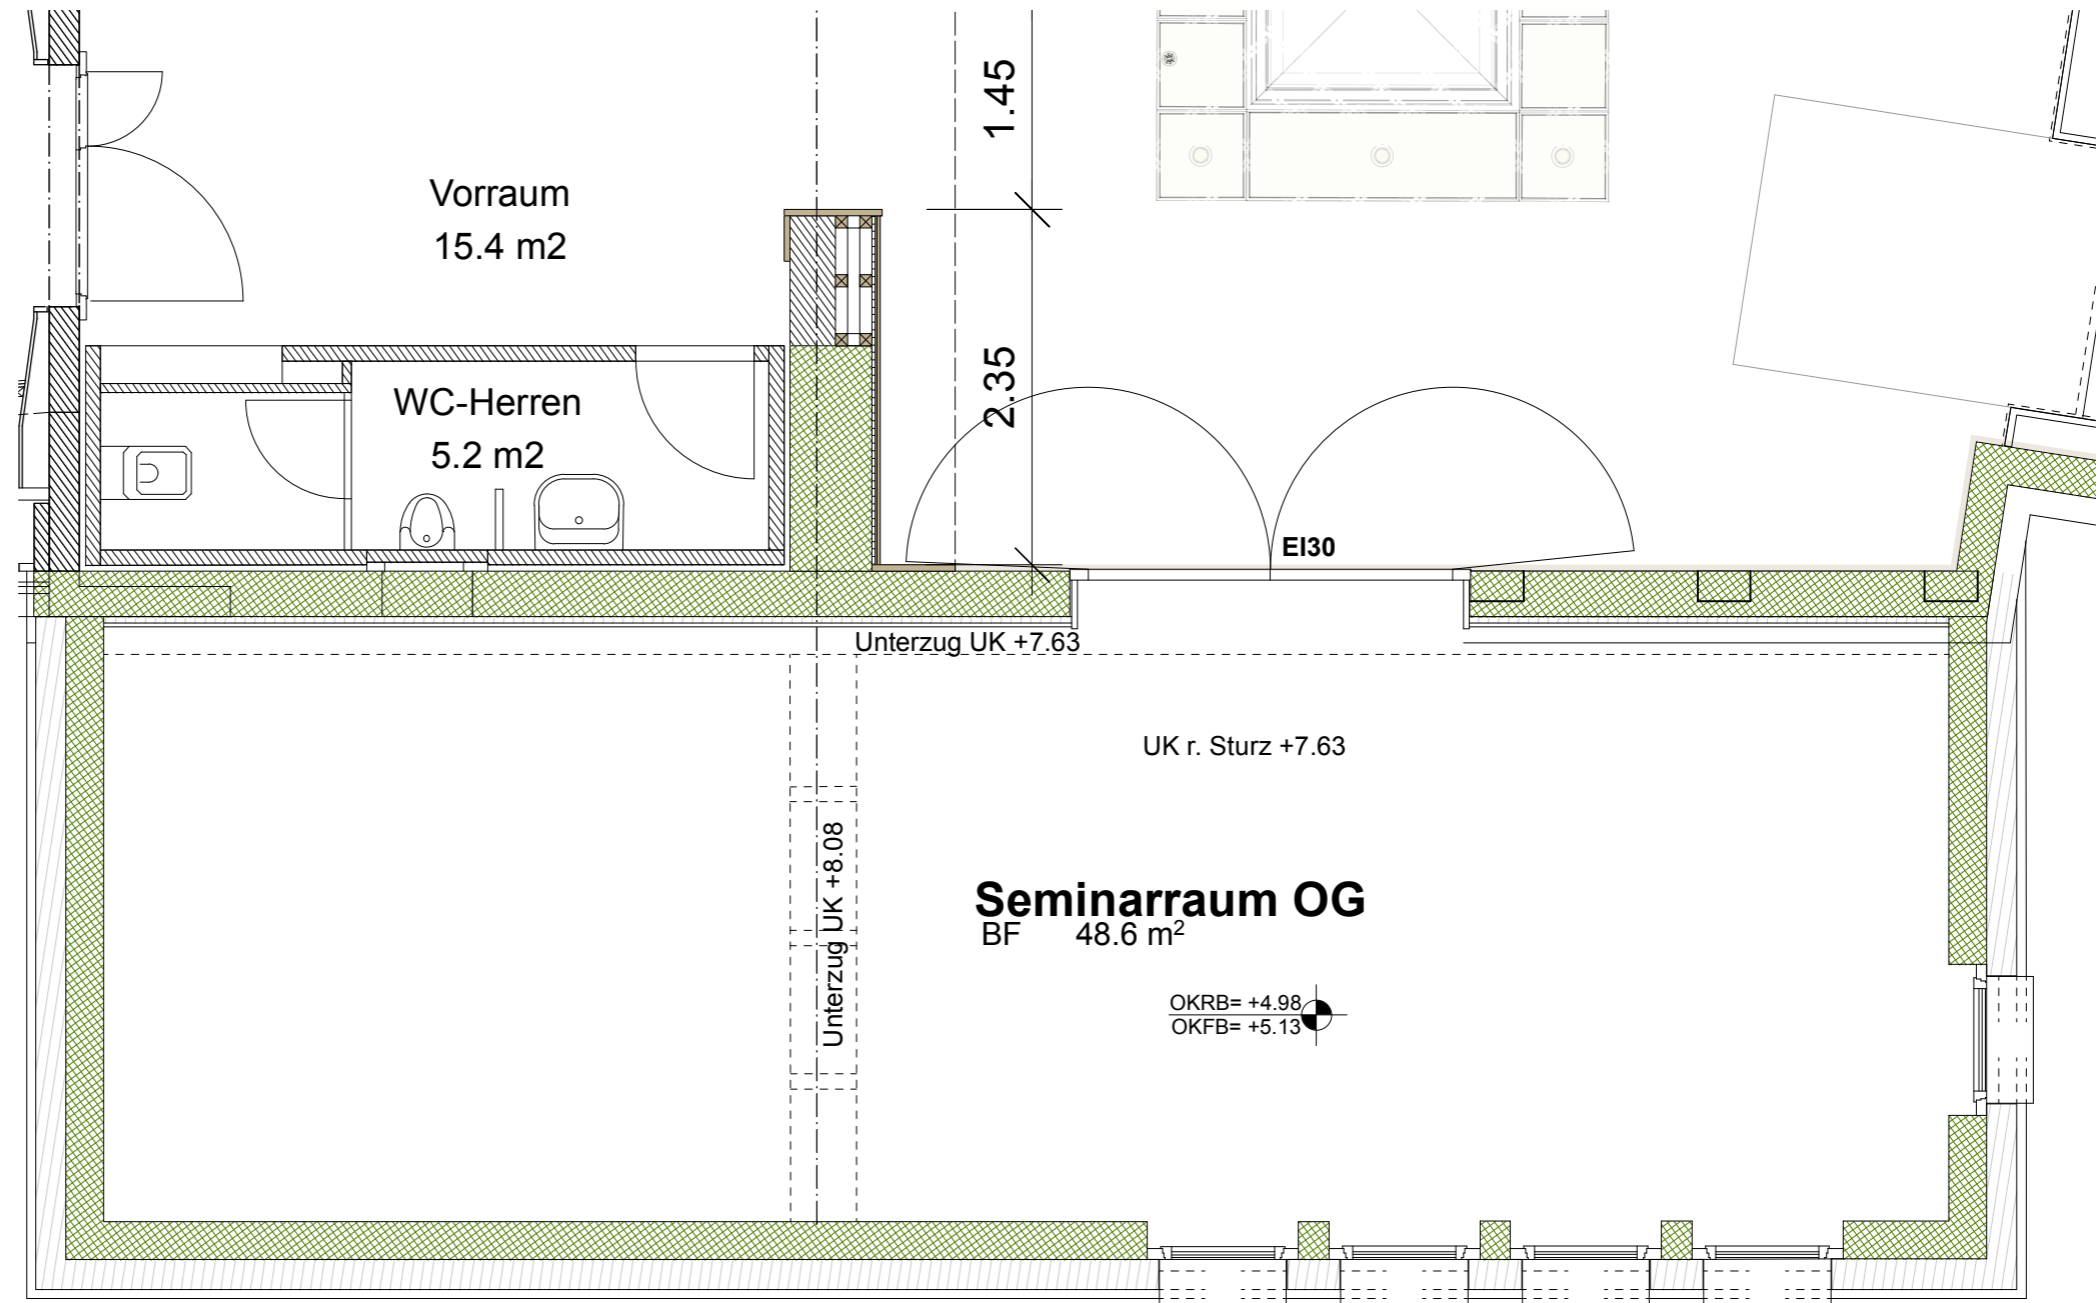 1.45
Vorraum
15.4 m2
2.35
WC-Herren
5.2 m2
EI30
Unterzug UK +7.63
UK r. Sturz +7.63
Unterzug UK +8.08
Seminarraum OG
BF 48.6 m²
OKRB= +4.98
OKFB= +5.13